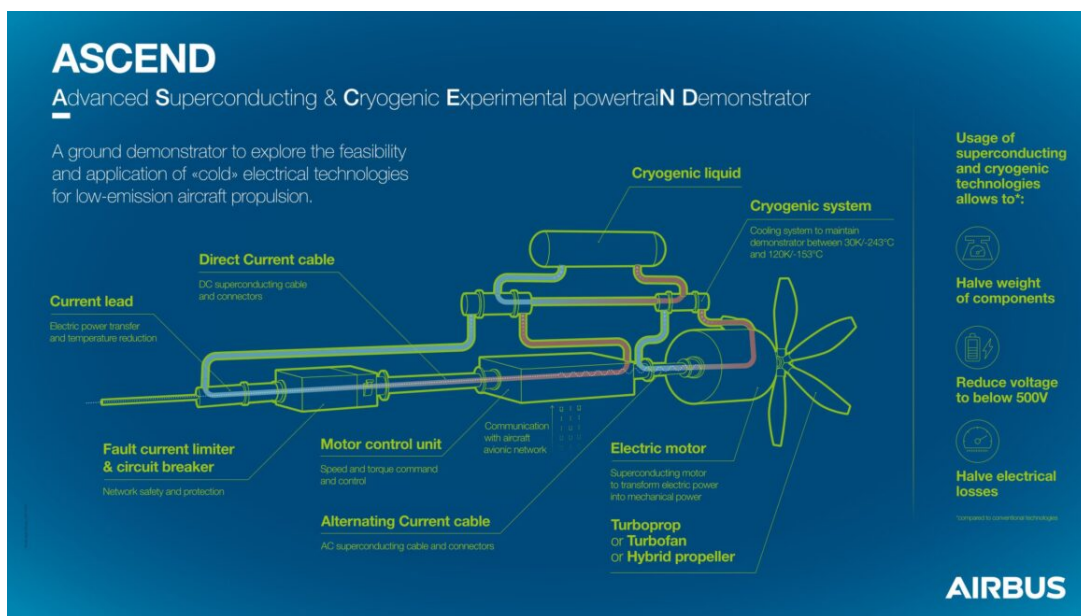 ASCEND
Advanced Superconducting & Cryogenic Experimental powertraiN Demonstrator
A ground demonstrator to explore the feasibility
and application of «cold» electrical technologies
for low-emission aircraft propulsion.
Cryogenic liquid
Cryogenic system
Cooling system to maintain
demonstrator between 30K/-243°C
and 120K/-153°C
Direct Current cable
DC superconducting cable
and connectors
Current lead
Electric power transfer
and temperature reduction
Fault current limiter
& circuit breaker
Network safety and protection
Motor control unit
Speed and torque command
and control
Communication
with aircraft
avionic network
Alternating Current cable
AC superconducting cable and connectors
Electric motor
Superconducting motor
to transform electric power
into mechanical power
Turboprop
or Turbofan
or Hybrid propeller
Usage of
superconducting
and cryogenic
technologies
allows to*:
Halve weight
of components
Reduce voltage
to below 500V
Halve electrical
losses
*compared to conventional technologies
AIRBUS